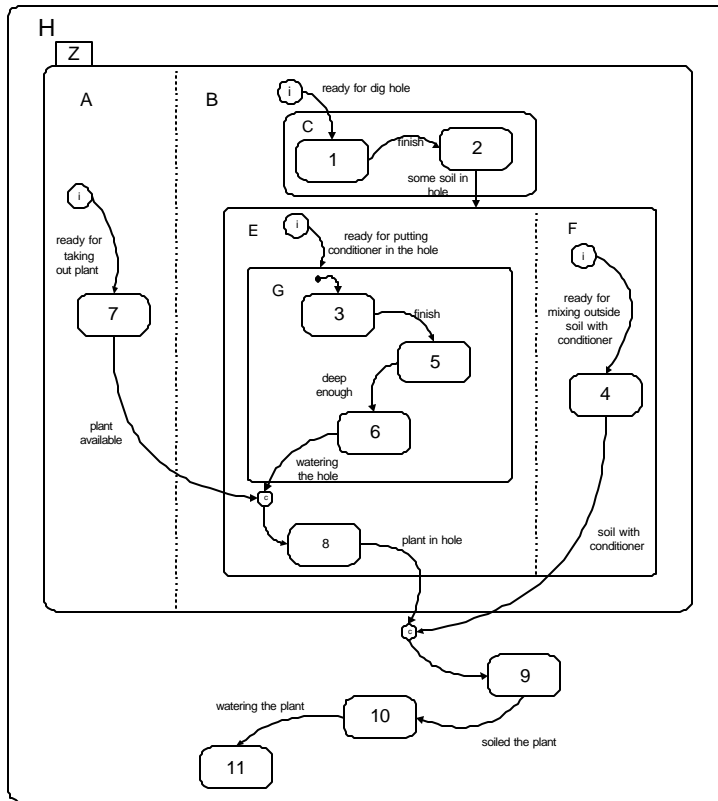 H
Z
A
B
i
ready for dig hole
C
1
finish
2
some soil in
hole
i
ready for
taking
out plant
7
plant
available
E
i
ready for putting
conditioner in the hole
G
3
finish
5
deep
enough
6
watering
the hole
c
8
plant in hole
F
i
ready for
mixing outside
soil with
conditioner
4
soil with
conditioner
c
9
soiled the plant
10
watering the plant
11